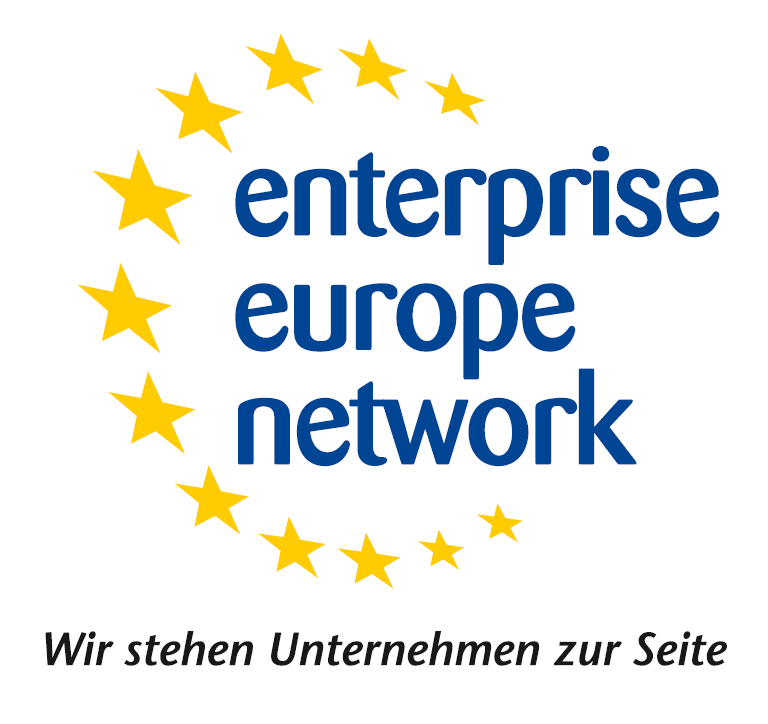 enterprise
europe
network
Wir stehen Unternehmen zur Seite